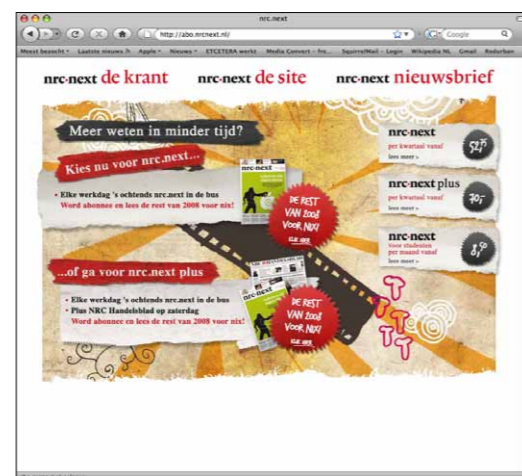 nrc.next
http://abo.nrcnext.nl/
Google
Meest bezocht Laatste nieuws Apple Nieuws ETCETERA werkt Media Convert - fre... SquirrelMail - Login Wikipedia NL Gmail
nrc·next de krant
nrc·next de site
nrc·next nieuwsbrief
Meer weten in minder tijd?
Kies nu voor nrc.next...
• Elke werkdag 's ochtends nrc.next in de bus
Word abonnee en lees de rest van 2008 voor nix!
DE REST
VAN 2008
VOOR NIX!
KLIK HIER
...of ga voor nrc.next plus
• Elke werkdag 's ochtends nrc.next in de bus
• Plus NRC Handelsblad op zaterdag
Word abonnee en lees de rest van 2008 voor nix!
DE REST
VAN 2008
VOOR NIX!
KLIK HIER
nrc·next
per kwartaal vanaf
lees meer >
52,75
nrc·next plus
per kwartaal vanaf
lees meer >
70,-
nrc·next
voor studenten
per maand vanaf
lees meer >
8,50